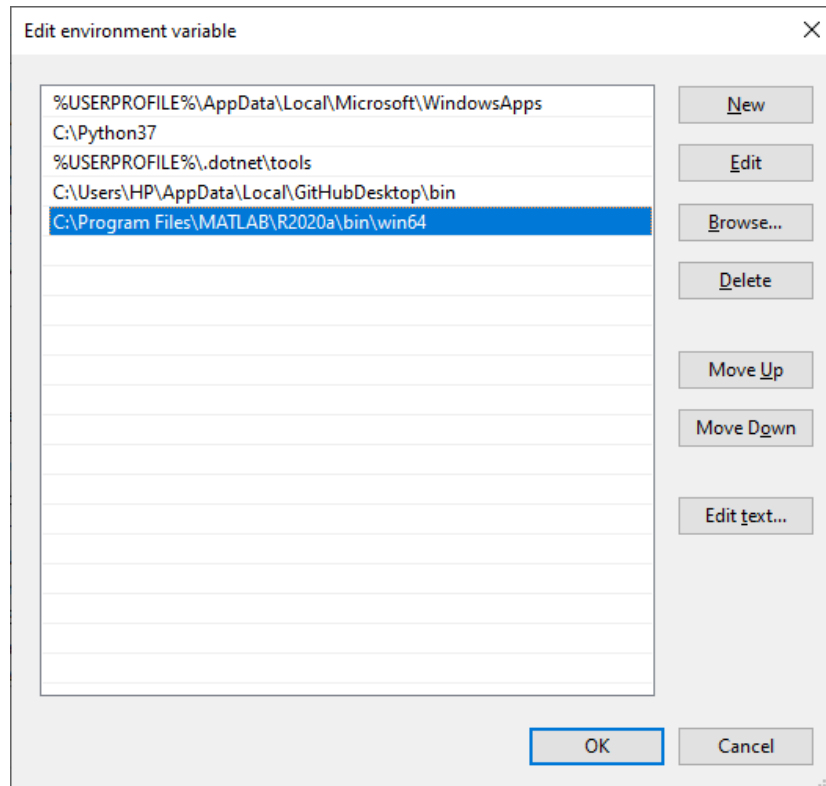 Edit environment variable
%USERPROFILE%\AppData\Local\Microsoft\WindowsApps
C:\Python37
%USERPROFILE%\.dotnet\tools
C:\Users\HP\AppData\Local\GitHubDesktop\bin
C:\Program Files\MATLAB\R2020a\bin\win64
New
Edit
Browse...
Delete
Move Up
Move Down
Edit text...
OK
Cancel